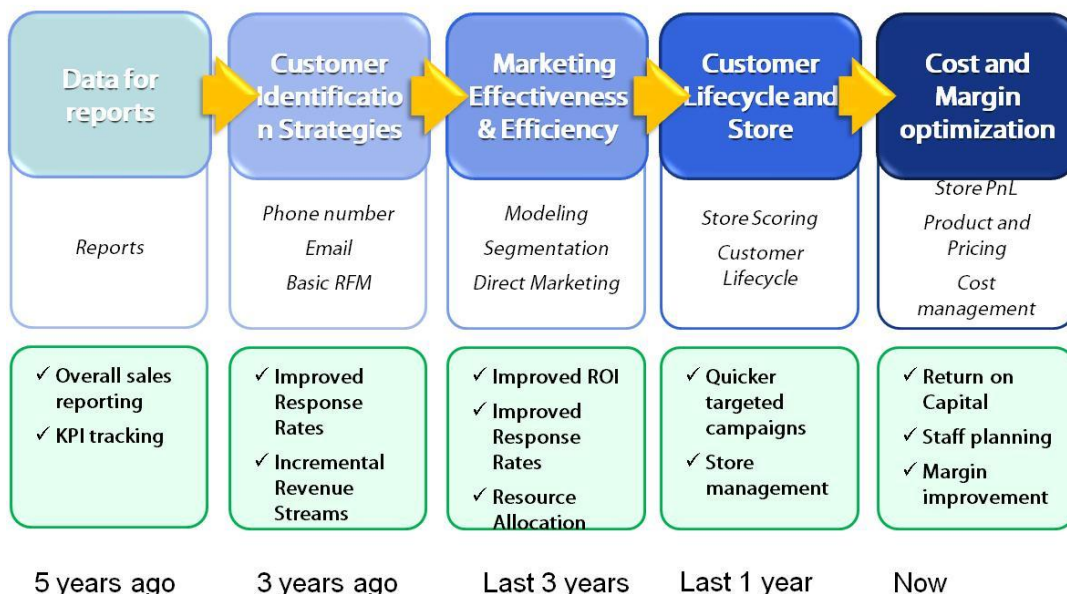 Data for
reports
Customer
Identificatio
n Strategies
Marketing
Effectiveness
& Efficiency
Customer
Lifecycle and
Store
Cost and
Margin
optimization
Reports
Phone number
Email
Basic RFM
Modeling
Segmentation
Direct Marketing
Store Scoring
Customer
Lifecycle
Store PnL
Product and
Pricing
Cost
management
✓ Overall sales
reporting
✓ KPI tracking
✓ Improved
Response
Rates
✓ Incremental
Revenue
Streams
✓ Improved ROI
✓ Improved
Response
Rates
✓ Resource
Allocation
✓ Quicker
targeted
campaigns
✓ Store
management
✓ Return on
Capital
✓ Staff planning
✓ Margin
improvement
5 years ago
3 years ago
Last 3 years
Last 1 year
Now